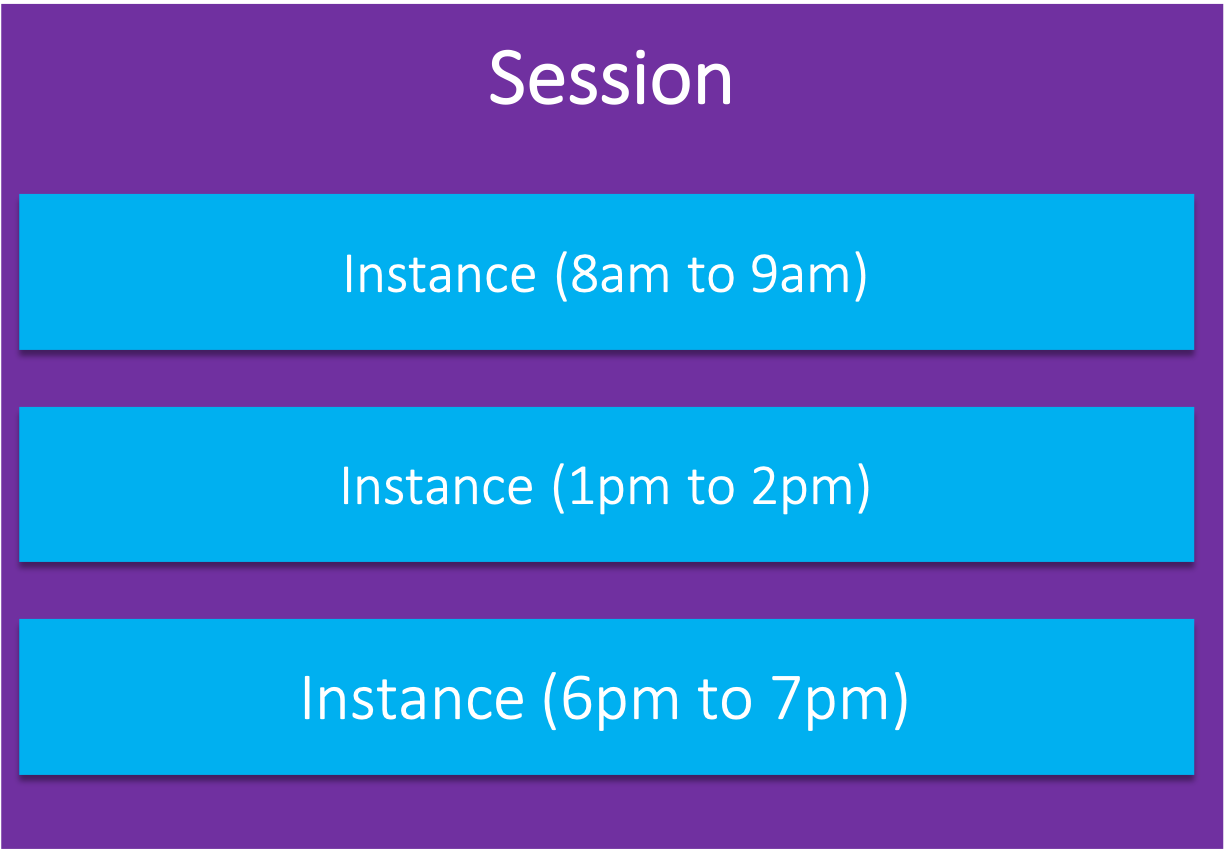 Session
Instance (8am to 9am)
Instance (1pm to 2pm)
Instance (6pm to 7pm)